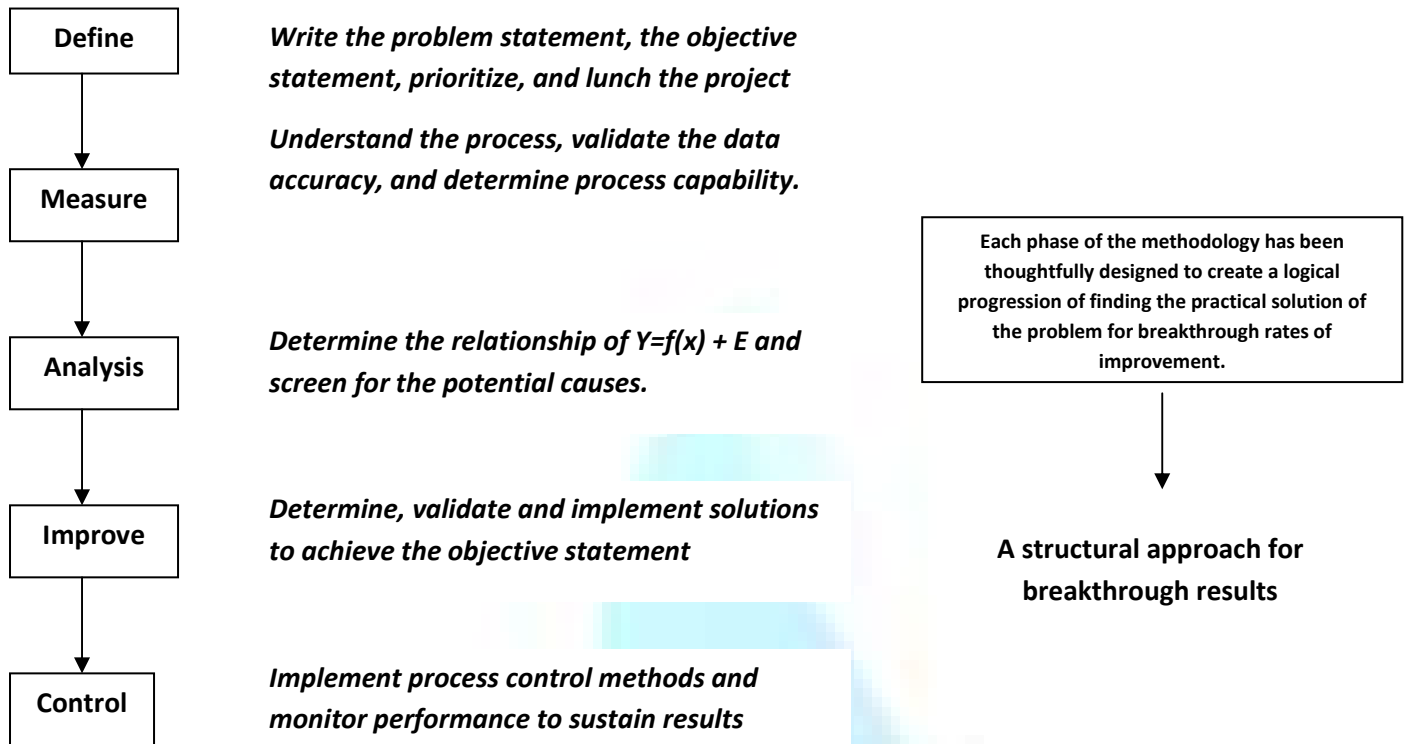 Define
Write the problem statement, the objective
statement, prioritize, and lunch the project
Understand the process, validate the data
accuracy, and determine process capability.
Measure
Determine the relationship of Y=f(x) + E and
screen for the potential causes.
Analysis
Determine, validate and implement solutions
to achieve the objective statement
Improve
Implement process control methods and
monitor performance to sustain results
Control
Each phase of the methodology has been
thoughtfully designed to create a logical
progression of finding the practical solution of
the problem for breakthrough rates of
improvement.
A structural approach for
breakthrough results